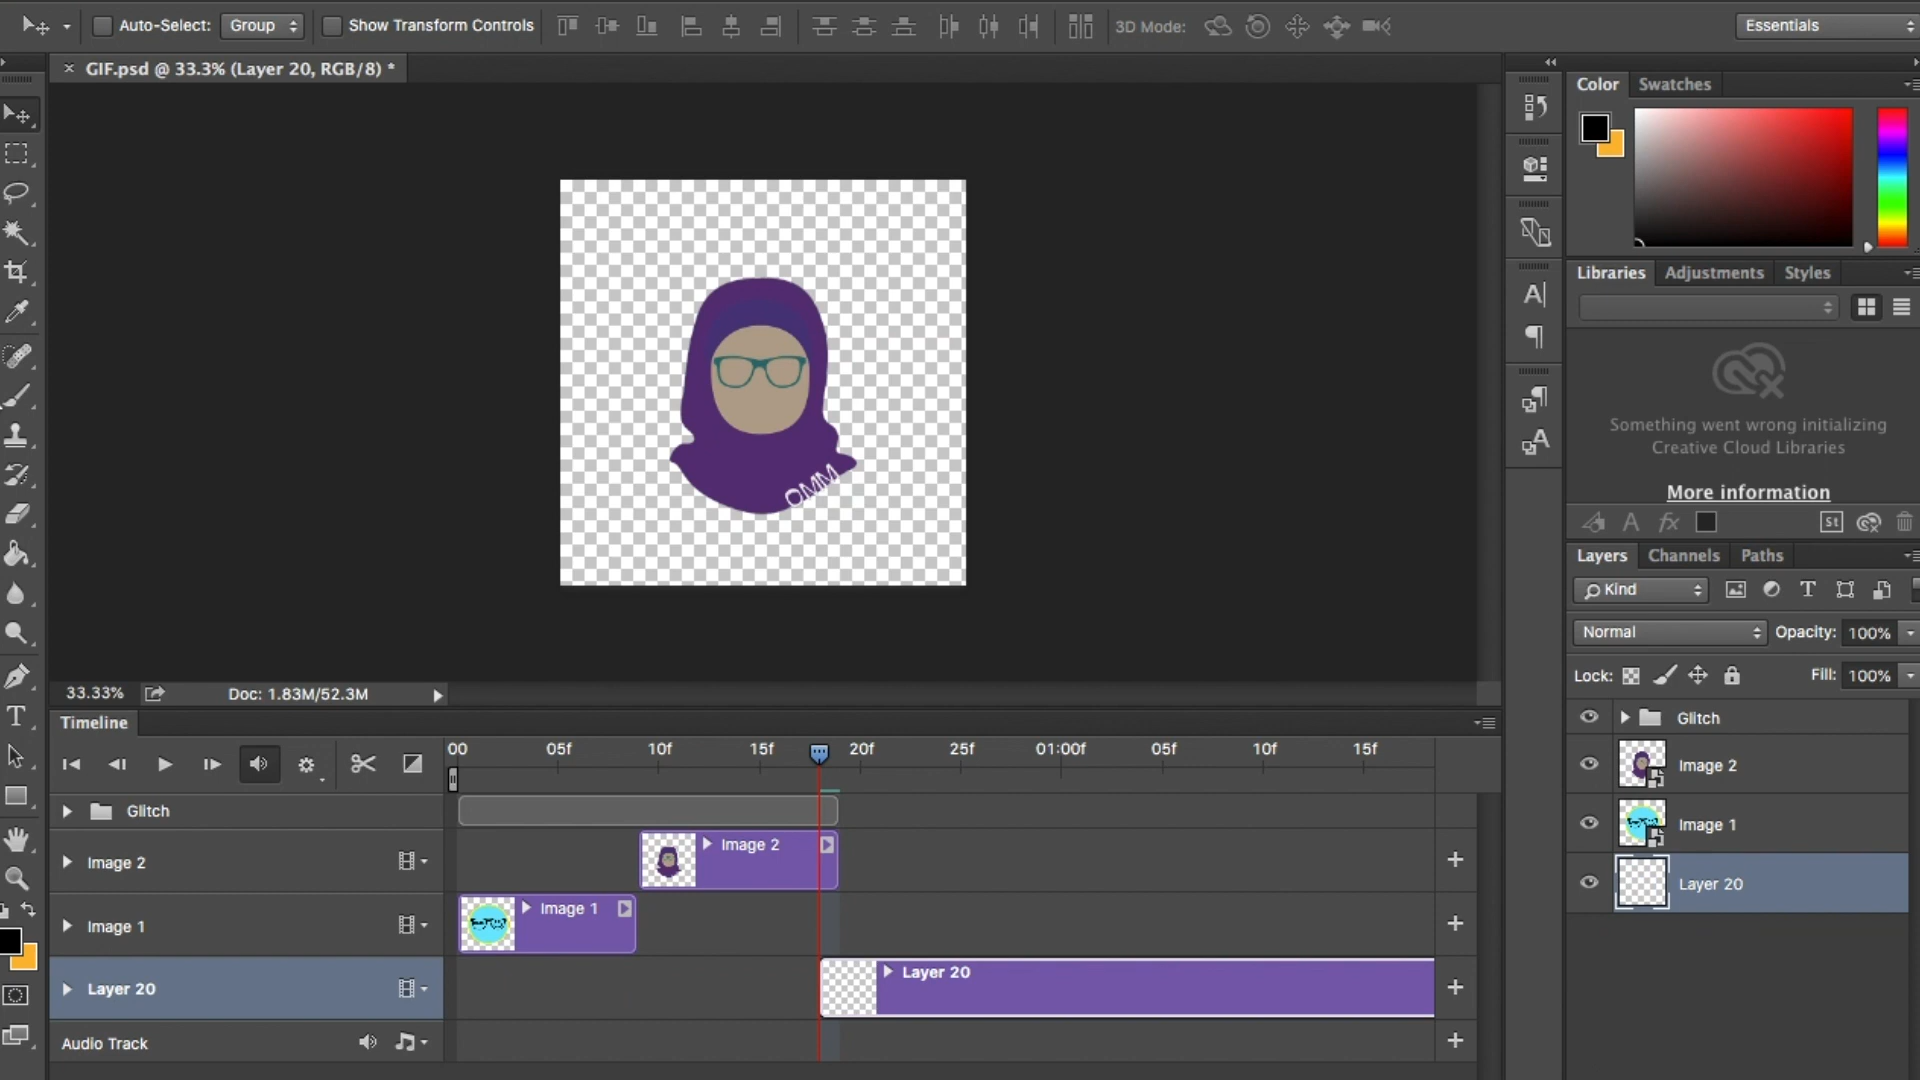 Auto-Select: Group Show Transform Controls 3D Mode: Essentials
× GIF.psd @ 33.3% (Layer 20, RGB/8) *
Color Swatches
Libraries Adjustments Styles
Something went wrong initializing
Creative Cloud Libraries
More information
St
OMM
Layers Channels Paths
Kind
Normal Opacity: 100%
Lock: Fill: 100%
Glitch
Image 2
Image 1
Layer 20
33.33% Doc: 1.83M/52.3M
Timeline
00 05f 10f 15f 20f 25f 01:00f 05f 10f 15f
Glitch
Image 2 Image 2
Image 1 Image 1
Layer 20 Layer 20
Audio Track